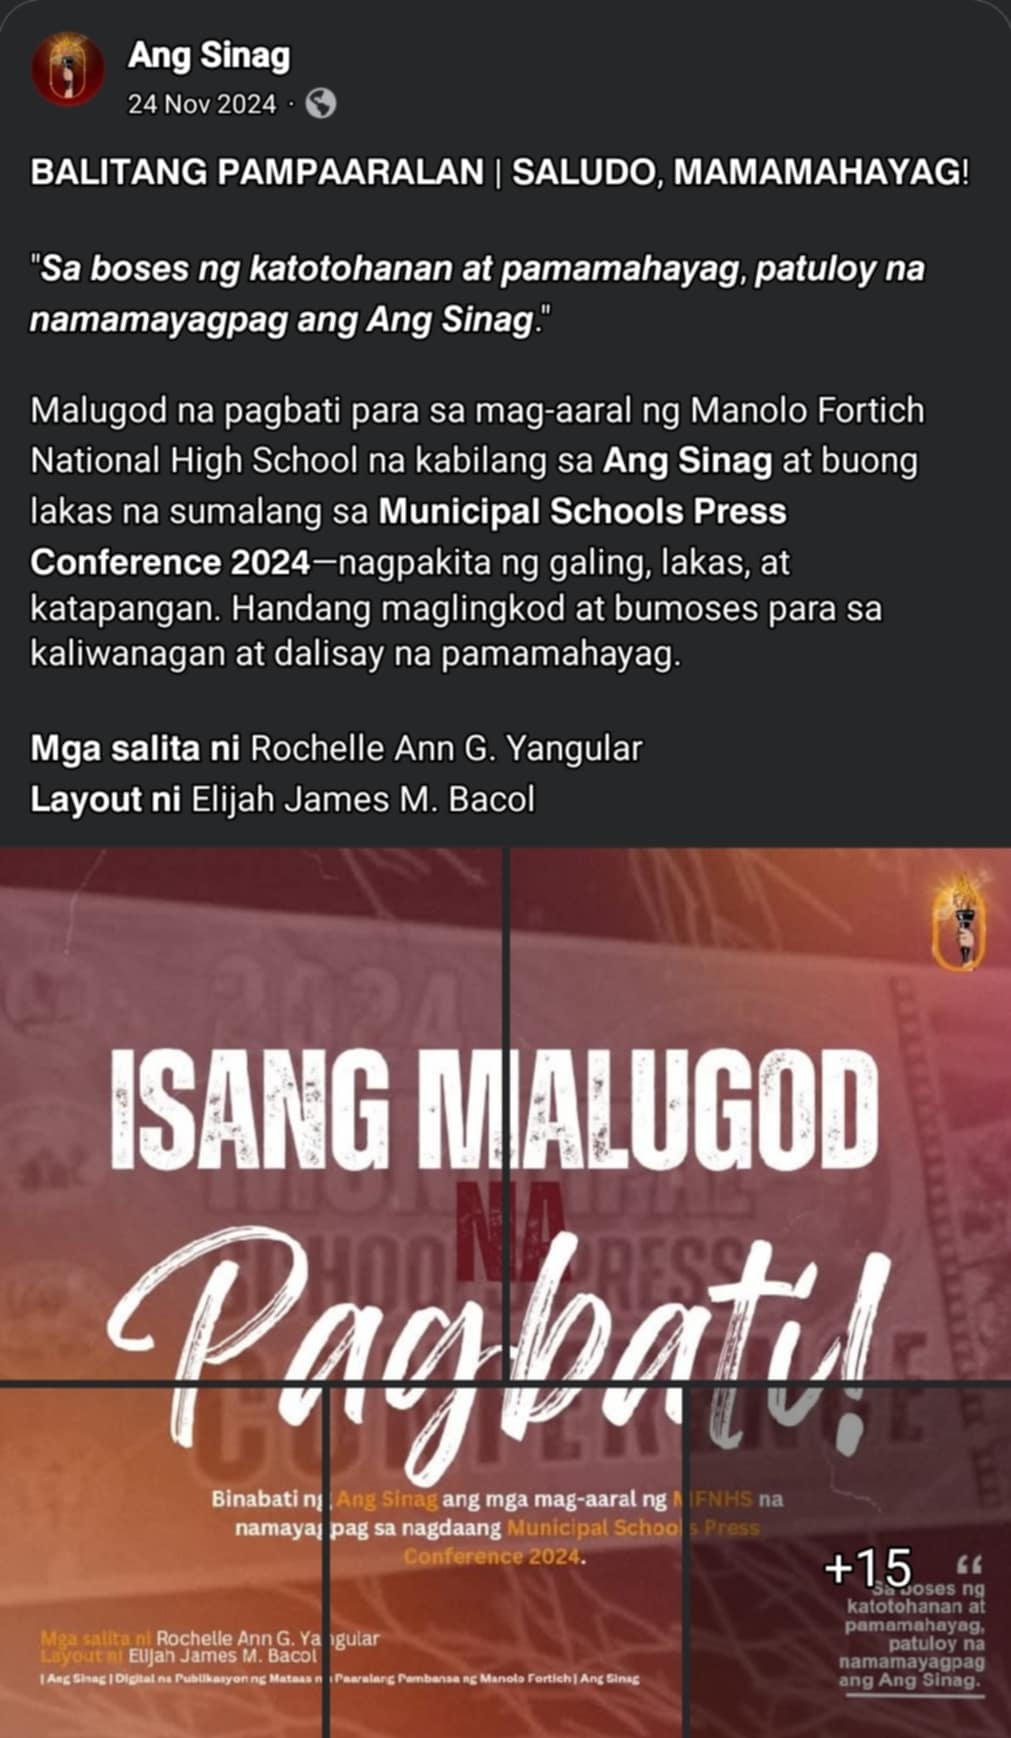 Ang Sinag
24 Nov 2024 ·
BALITANG PAMPAARALAN | SALUDO, MAMAMAHAYAG!
"Sa boses ng katotohanan at pamamahayag, patuloy na
namamayagpag ang Ang Sinag."
Malugod na pagbati para sa mag-aaral ng Manolo Fortich
National High School na kabilang sa Ang Sinag at buong
lakas na sumalang sa Municipal Schools Press
Conference 2024—nagpakita ng galing, lakas, at
katapangan. Handang maglingkod at bumoses para sa
kaliwanagan at dalisay na pamamahayag.
Mga salita ni Rochelle Ann G. Yangular
Layout ni Elijah James M. Bacol
2024
MUNICIPAL
SCHOOLS PRESS
CONFERENCE
ISANG MALUGOD
NA
Pagbati!
Binabati ng Ang Sinag ang mga mag-aaral ng MFNHS na
namayagpag sa nagdaang Municipal Schools Press
Conference 2024.
+15
“
Sa boses ng
katotohanan at
pamamahayag,
patuloy na
namamayagpag
ang Ang Sinag.
Mga salita ni Rochelle Ann G. Yangular
Layout ni Elijah James M. Bacol
| Ang Sinag | Digital na Publikasyon ng Mataas na Paaralang Pambansa ng Manolo Fortich | Ang Sinag